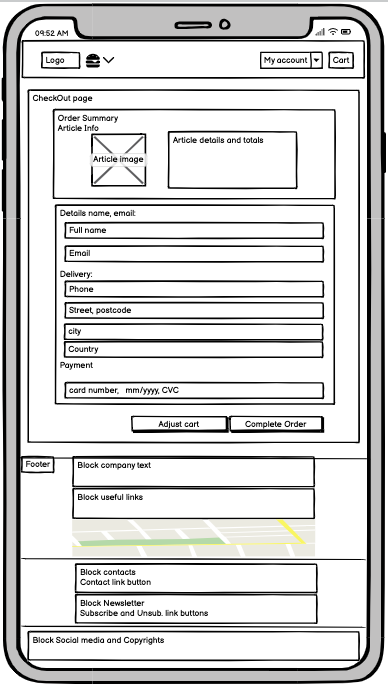 09:52 AM
Logo
My account
Cart
CheckOut page
Order Summary
Article Info
Article image
Article details and totals
Details name, email:
Full name
Email
Delivery:
Phone
Street, postcode
city
Country
Payment
card number, mm/yyyy, CVC
Adjust cart
Complete Order
Footer
Block company text
Block useful links
Block contacts
Contact link button
Block Newsletter
Subscribe and Unsub. link buttons
Block Social media and Copyrights